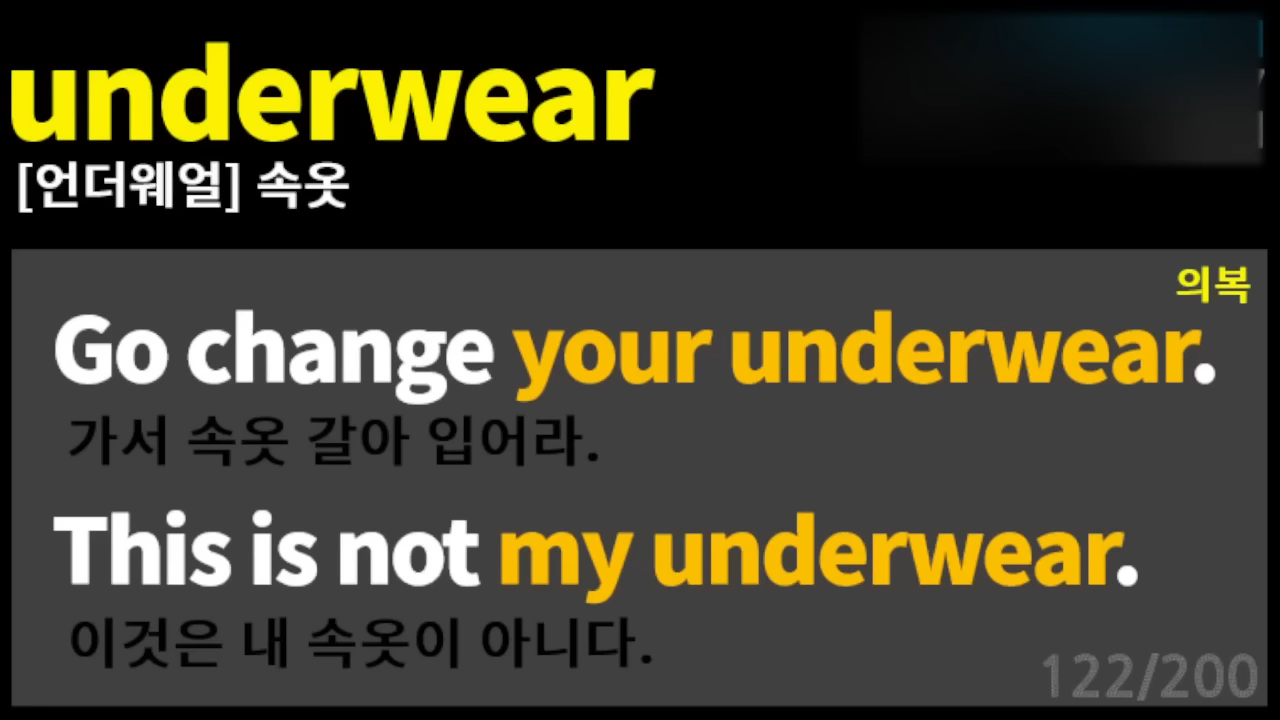 underwear
[언더웨얼] 속옷
의복
Go change your underwear.
가서 속옷 갈아 입어라.
This is not my underwear.
이것은 내 속옷이 아니다.
122/200